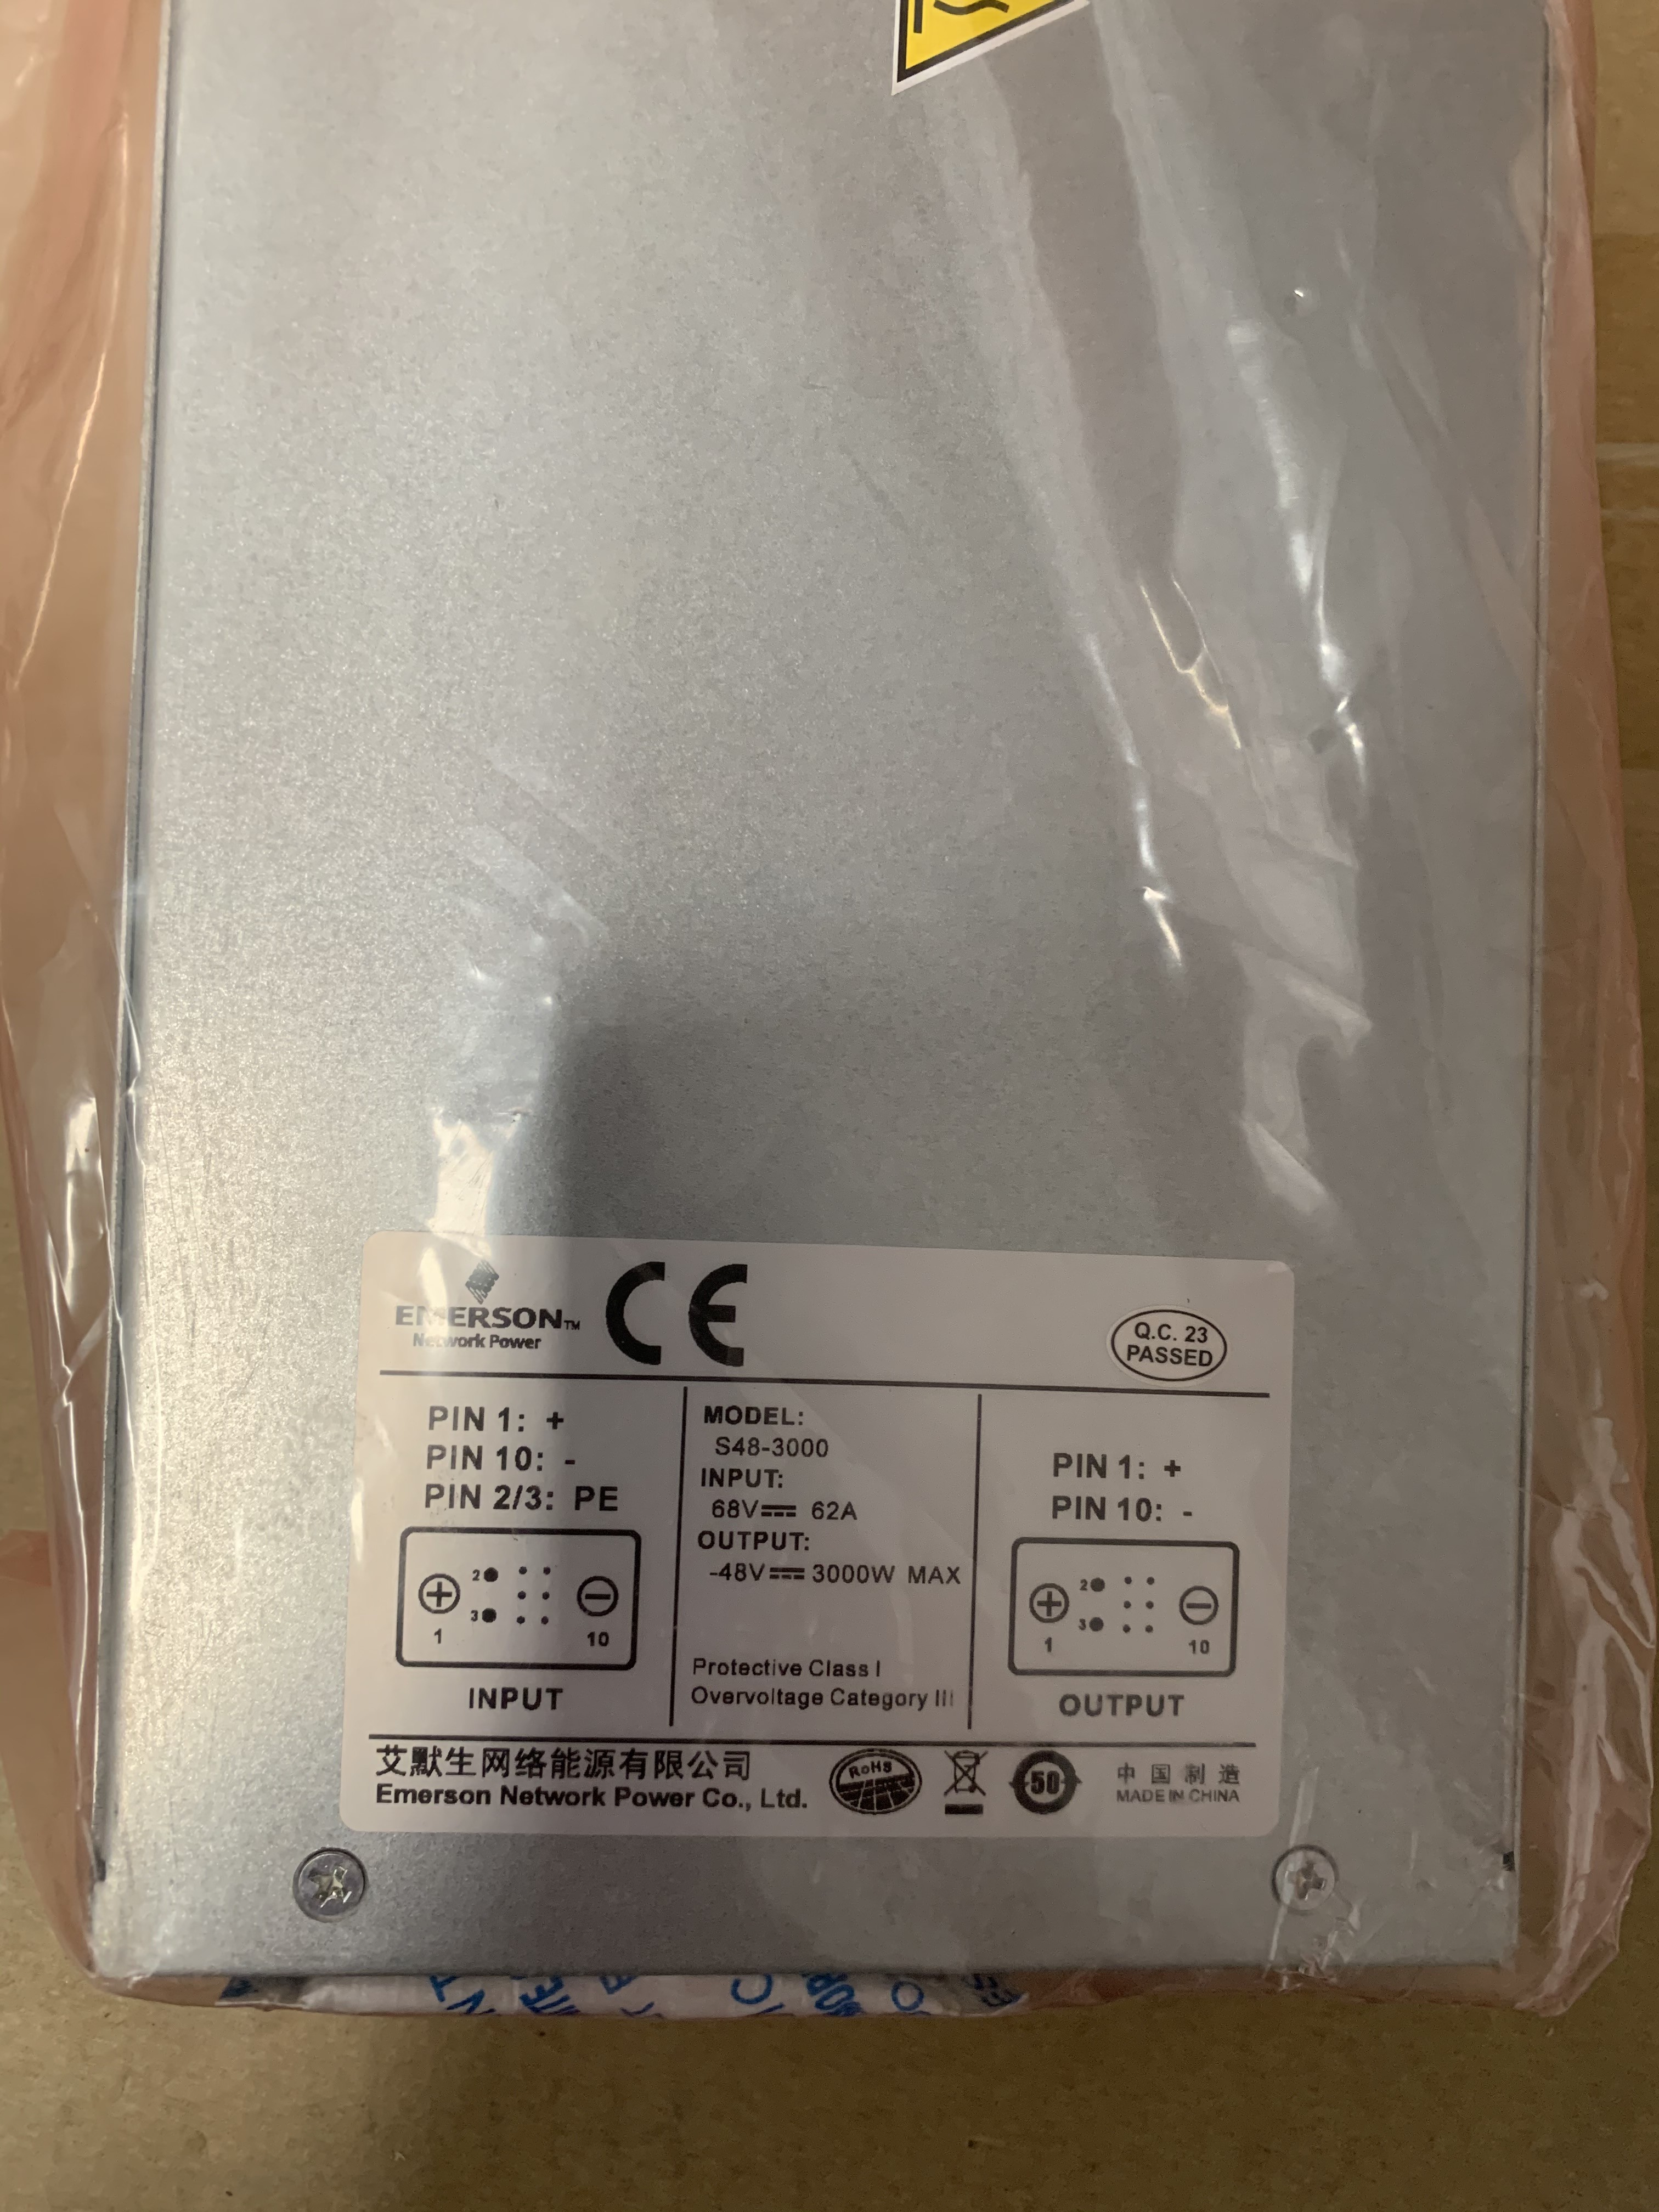 EMERSON™
Network Power
CE
Q.C. 23
PASSED
PIN 1: +
PIN 10: -
PIN 2/3: PE
2
3
1
10
INPUT
MODEL:
S48-3000
INPUT:
68V⎓ 62A
OUTPUT:
-48V⎓ 3000W MAX
Protective Class I
Overvoltage Category III
PIN 1: +
PIN 10: -
2
3
1
10
OUTPUT
艾默生网络能源有限公司
Emerson Network Power Co., Ltd.
RoHS
50
中国制造
MADE IN CHINA